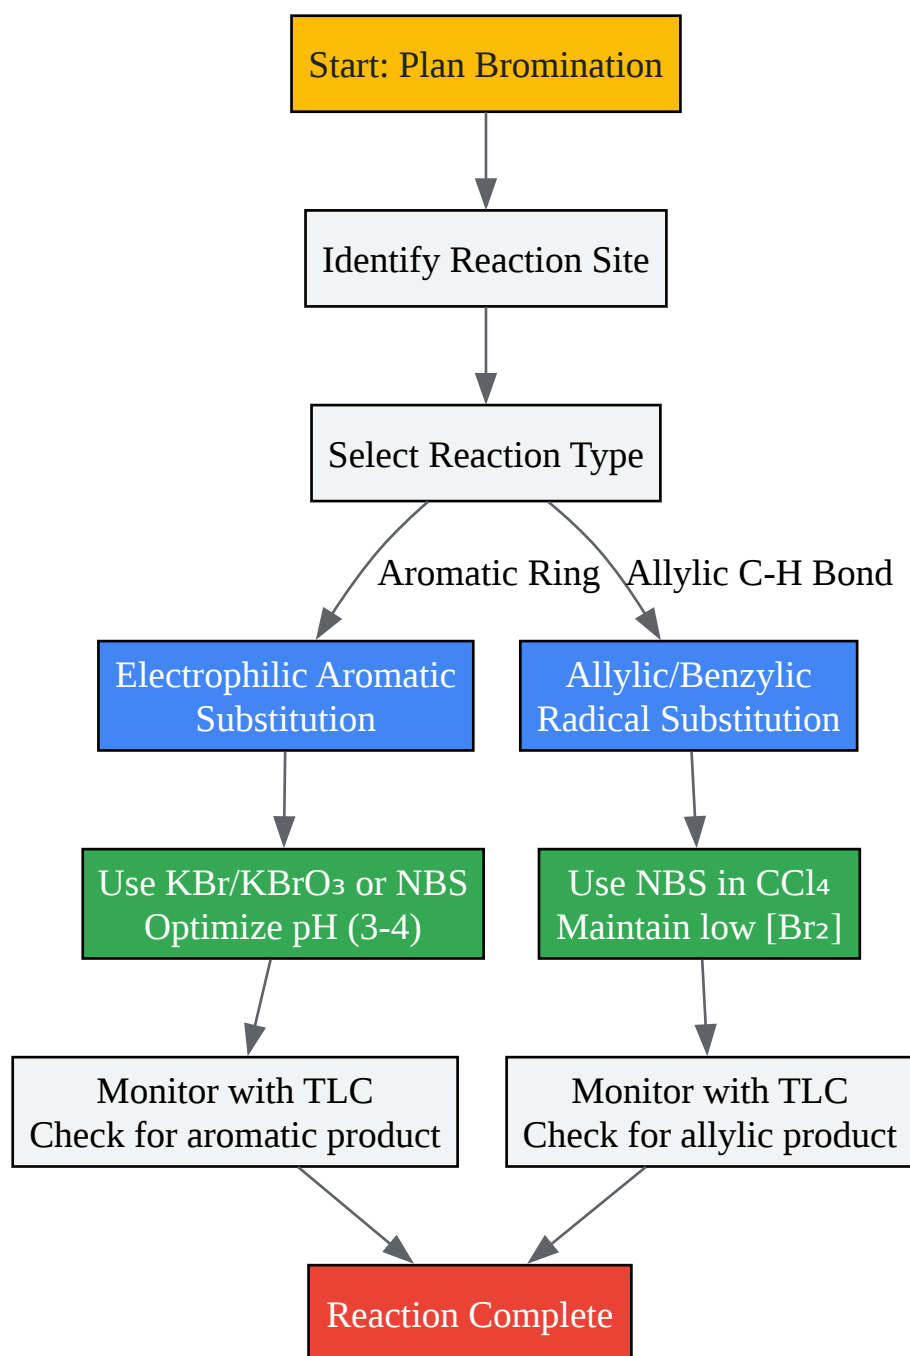 Start: Plan Bromination
Identify Reaction Site
Select Reaction Type
Aromatic Ring
Allylic C-H Bond
Electrophilic Aromatic
Substitution
Allylic/Benzylic
Radical Substitution
Use KBr/KBrO₃ or NBS
Optimize pH (3-4)
Use NBS in CCl₄
Maintain low [Br₂]
Monitor with TLC
Check for aromatic product
Monitor with TLC
Check for allylic product
Reaction Complete